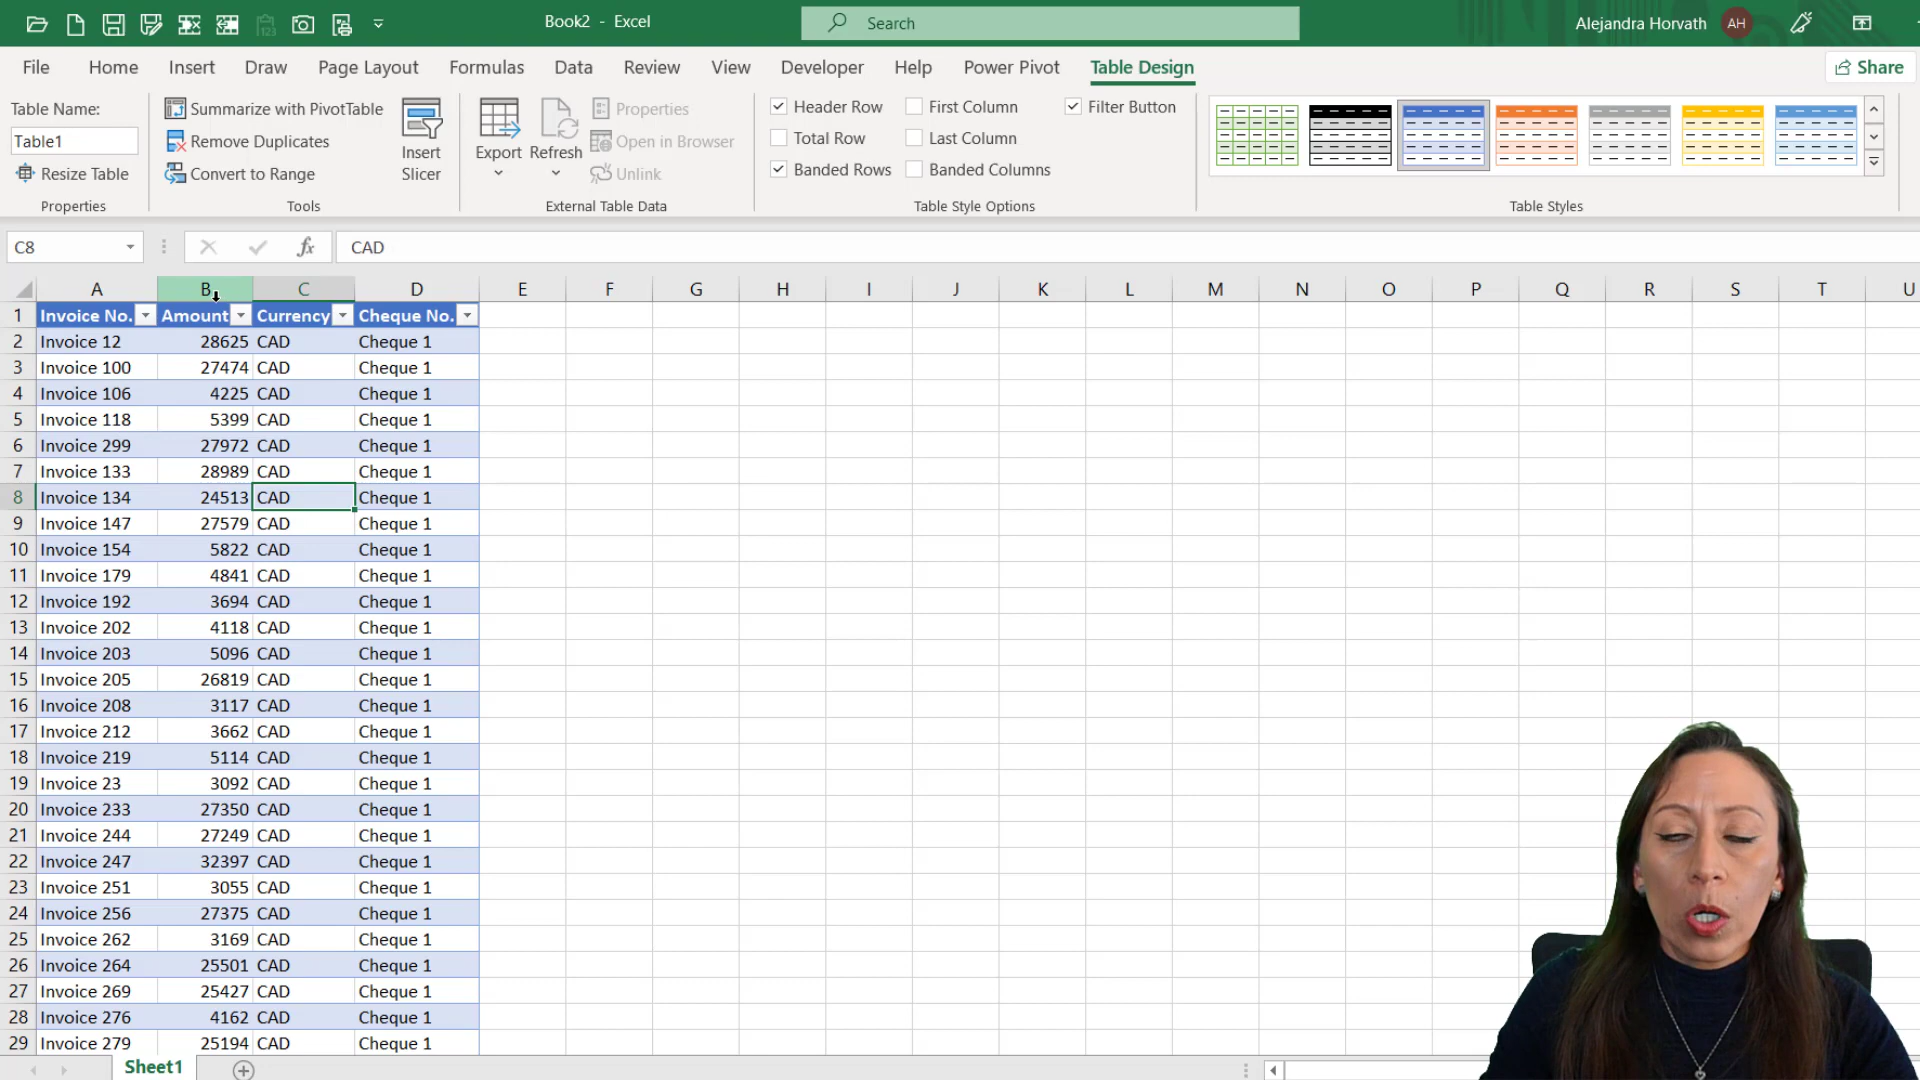 Book2 - Excel
Search
Alejandra Horvath AH
File Home Insert Draw Page Layout Formulas Data Review View Developer Help Power Pivot Table Design Share
Table Name:
Table1
Resize Table
Properties
Summarize with PivotTable
Remove Duplicates
Convert to Range
Tools
Insert Slicer
Export
Refresh
Properties
Open in Browser
Unlink
External Table Data
Header Row First Column Filter Button
Total Row Last Column
Banded Rows Banded Columns
Table Style Options
Table Styles
C8 fx CAD
A B C D E F G H I J K L M N O P Q R S T U
1 Invoice No. Amount Currency Cheque No.
2 Invoice 12 28625 CAD Cheque 1
3 Invoice 100 27474 CAD Cheque 1
4 Invoice 106 4225 CAD Cheque 1
5 Invoice 118 5399 CAD Cheque 1
6 Invoice 299 27972 CAD Cheque 1
7 Invoice 133 28989 CAD Cheque 1
8 Invoice 134 24513 CAD Cheque 1
9 Invoice 147 27579 CAD Cheque 1
10 Invoice 154 5822 CAD Cheque 1
11 Invoice 179 4841 CAD Cheque 1
12 Invoice 192 3694 CAD Cheque 1
13 Invoice 202 4118 CAD Cheque 1
14 Invoice 203 5096 CAD Cheque 1
15 Invoice 205 26819 CAD Cheque 1
16 Invoice 208 3117 CAD Cheque 1
17 Invoice 212 3662 CAD Cheque 1
18 Invoice 219 5114 CAD Cheque 1
19 Invoice 23 3092 CAD Cheque 1
20 Invoice 233 27350 CAD Cheque 1
21 Invoice 244 27249 CAD Cheque 1
22 Invoice 247 32397 CAD Cheque 1
23 Invoice 251 3055 CAD Cheque 1
24 Invoice 256 27375 CAD Cheque 1
25 Invoice 262 3169 CAD Cheque 1
26 Invoice 264 25501 CAD Cheque 1
27 Invoice 269 25427 CAD Cheque 1
28 Invoice 276 4162 CAD Cheque 1
29 Invoice 279 25194 CAD Cheque 1
Sheet1